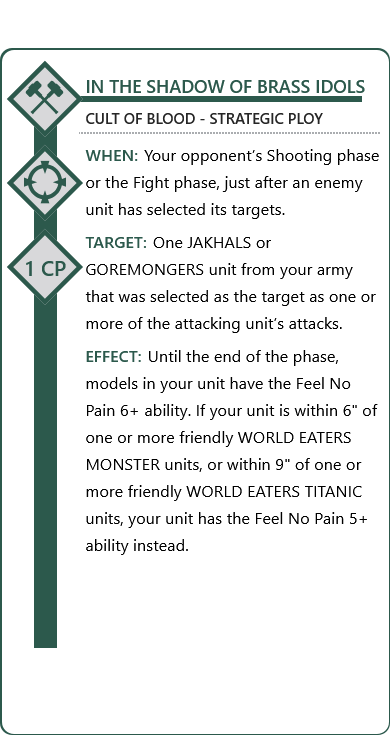 IN THE SHADOW OF BRASS IDOLS
CULT OF BLOOD - STRATEGIC PLOY
WHEN: Your opponent's Shooting phase
or the Fight phase, just after an enemy
unit has selected its targets.
TARGET: One JAKHALS or
GOREMONGERS unit from your army
that was selected as the target as one or
more of the attacking unit's attacks.
1 CP
EFFECT: Until the end of the phase,
models in your unit have the Feel No
Pain 6+ ability. If your unit is within 6" of
one or more friendly WORLD EATERS
MONSTER units, or within 9" of one or
more friendly WORLD EATERS TITANIC
units, your unit has the Feel No Pain 5+
ability instead.